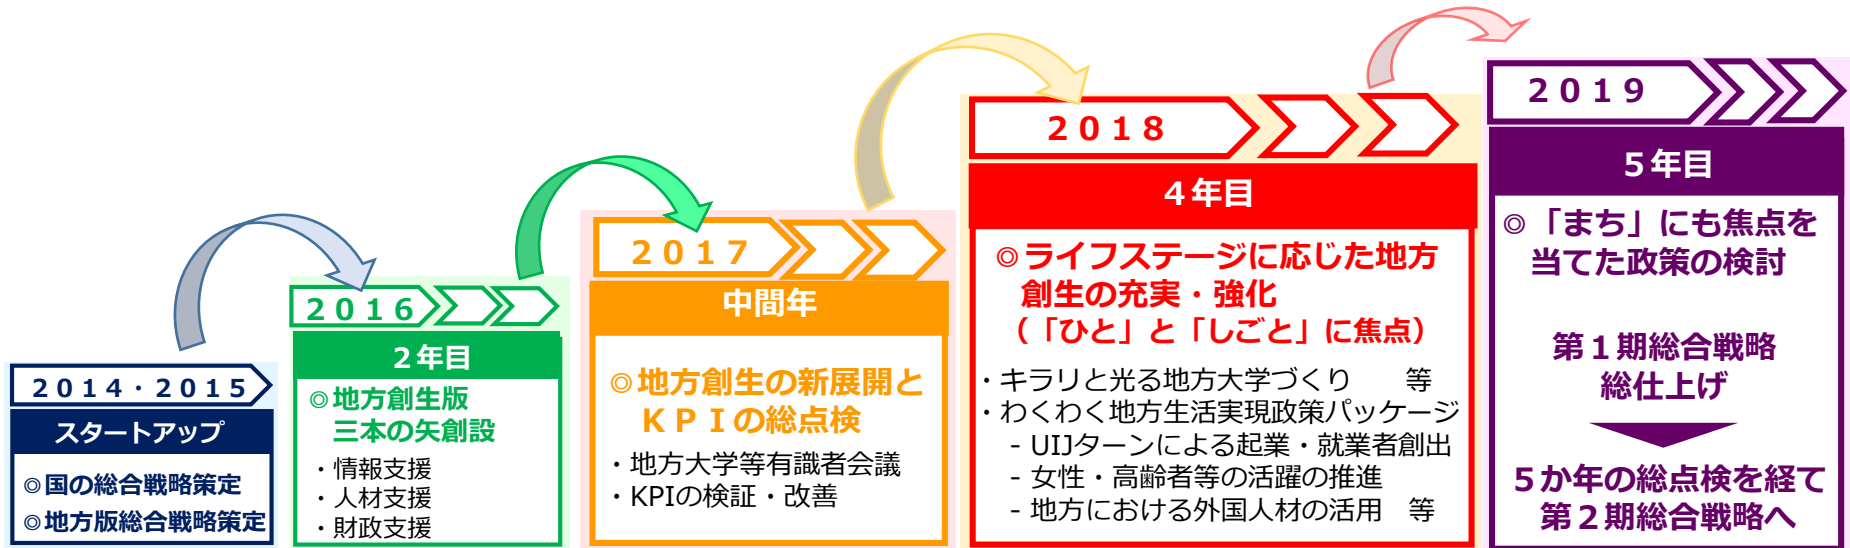 ２０１４・２０１５
スタートアップ
◎国の総合戦略策定
◎地方版総合戦略策定
２０１６
２年目
◎地方創生版
三本の矢創設
・情報支援
・人材支援
・財政支援
２０１７
中間年
◎地方創生の新展開と
ＫＰＩの総点検
・地方大学等有識者会議
・KPIの検証・改善
２０１８
４年目
◎ライフステージに応じた地方
創生の充実・強化
（「ひと」と「しごと」に焦点）
・キラリと光る地方大学づくり　　等
・わくわく地方生活実現政策パッケージ
- UIJターンによる起業・就業者創出
- 女性・高齢者等の活躍の推進
- 地方における外国人材の活用　等
２０１９
５年目
◎「まち」にも焦点を
当てた政策の検討
第１期総合戦略
総仕上げ
５か年の総点検を経て
第２期総合戦略へ